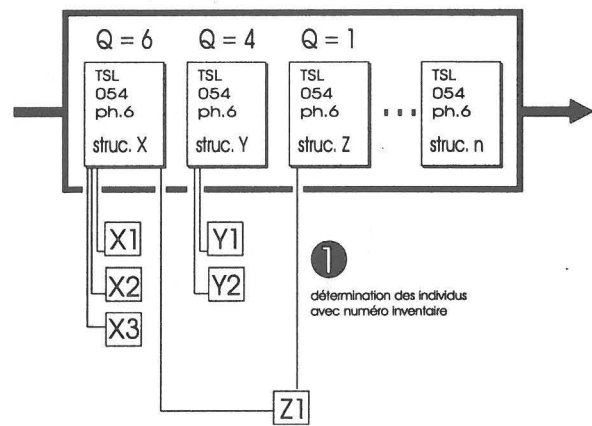 Q = 6
Q = 4
Q = 1
TSL
054
ph.6
struc. X
TSL
054
ph.6
struc. Y
TSL
054
ph.6
struc. Z
TSL
054
ph.6
struc. n
X1
X2
X3
Y1
Y2
1
détermination des individus
avec numéro inventaire
Z1